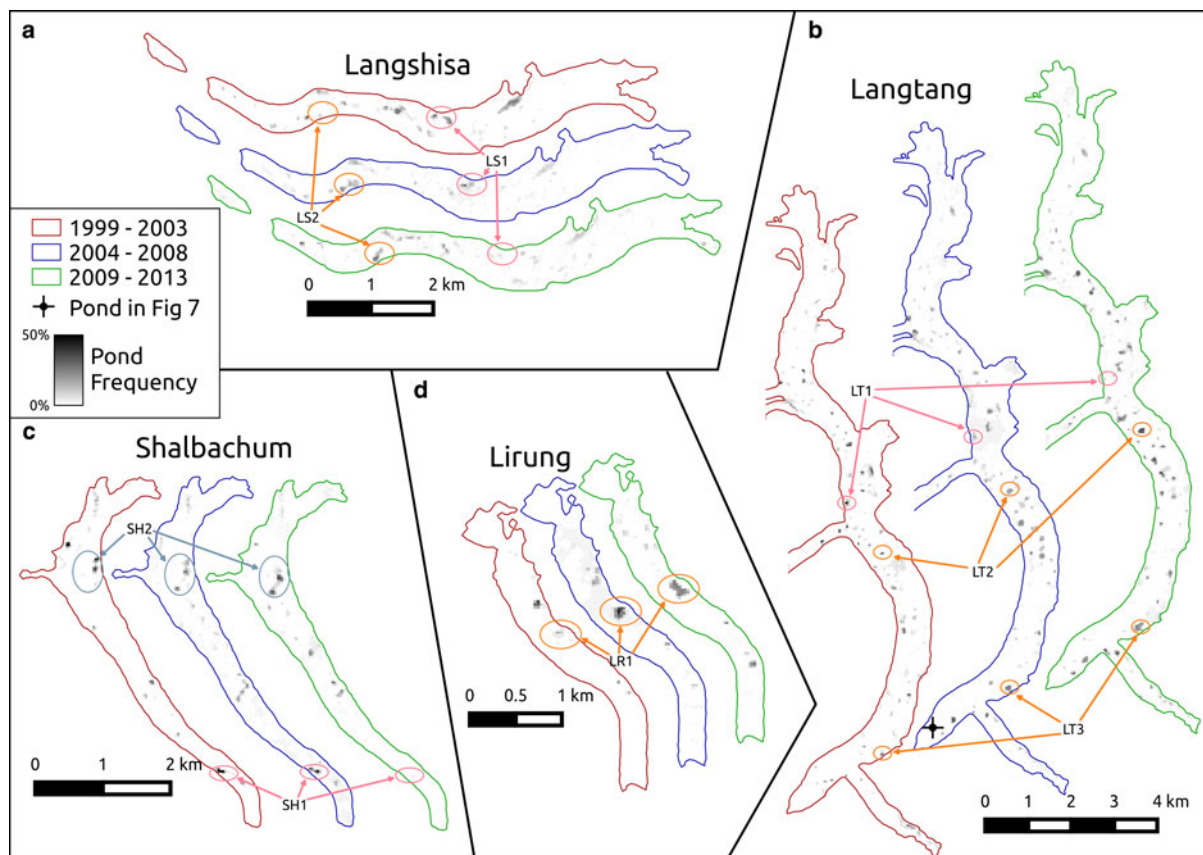 a
Langshisa
LS1
LS2
0 1 2 km
b
Langtang
LT1
LT2
LT3
0 1 2 3 4 km
1999 - 2003
2004 - 2008
2009 - 2013
Pond in Fig 7
50%
Pond
Frequency
0%
c
Shalbachum
SH2
SH1
0 1 2 km
d
Lirung
LR1
0 0.5 1 km